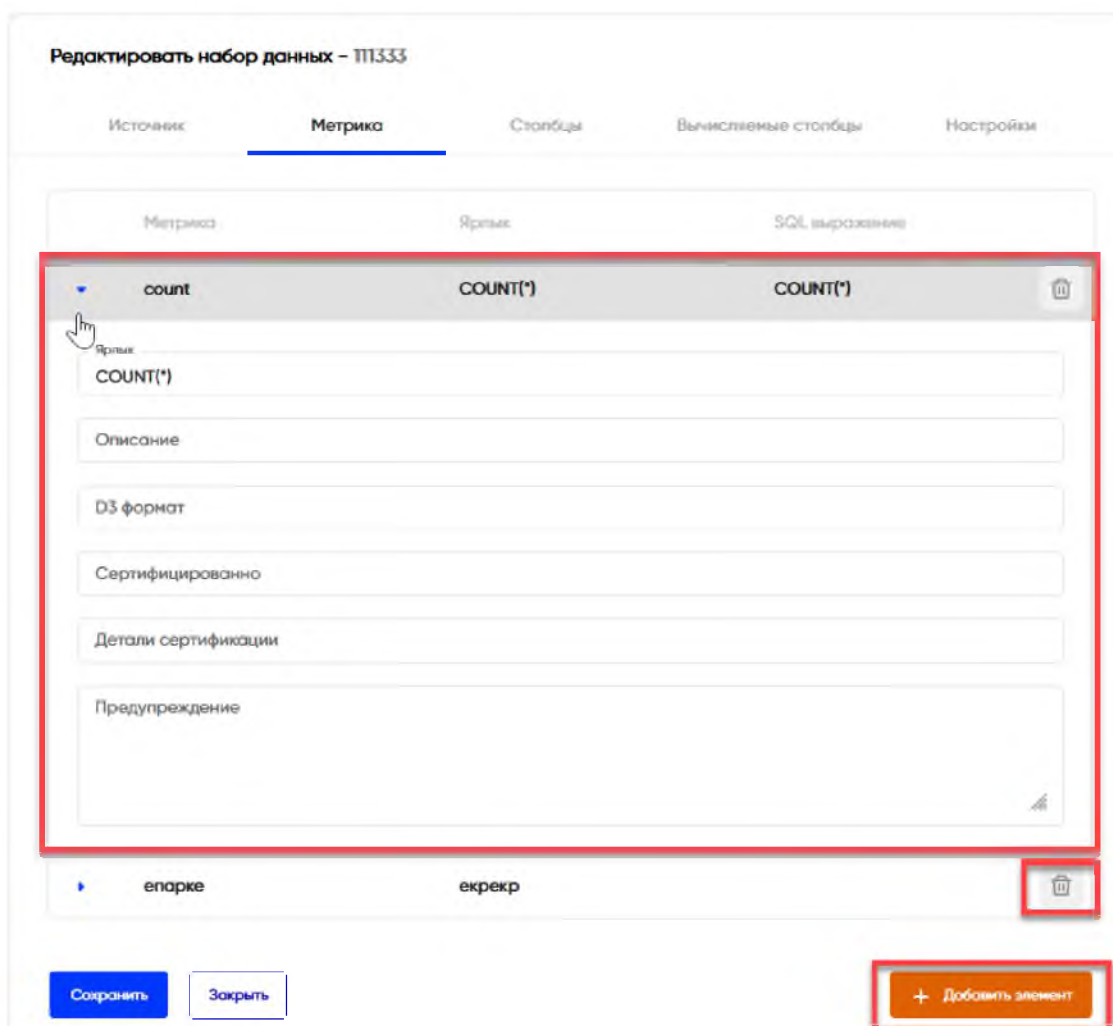 Редактировать набор данных – 111333
Источник Метрика Столбцы Вычисляемые столбцы Настройки
Метрика Ярлык SQL выражение
count COUNT(*) COUNT(*)
Ярлык
COUNT(*)
Описание
D3 формат
Сертифицированно
Детали сертификации
Предупреждение
епарке екрекр
Сохранить Закрыть + Добавить элемент